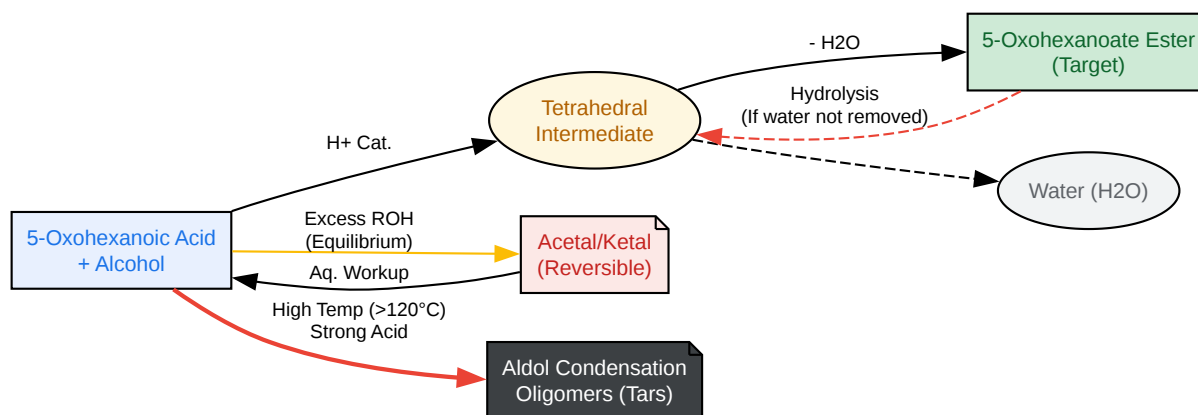 - H2O
5-Oxohexanoate Ester
(Target)
Hydrolysis
(If water not removed)
Tetrahedral
Intermediate
H+ Cat.
Water (H2O)
5-Oxohexanoic Acid
+ Alcohol
Excess ROH
(Equilibrium)
Acetal/Ketal
(Reversible)
Aq. Workup
High Temp (>120°C)
Strong Acid
Aldol Condensation
Oligomers (Tars)